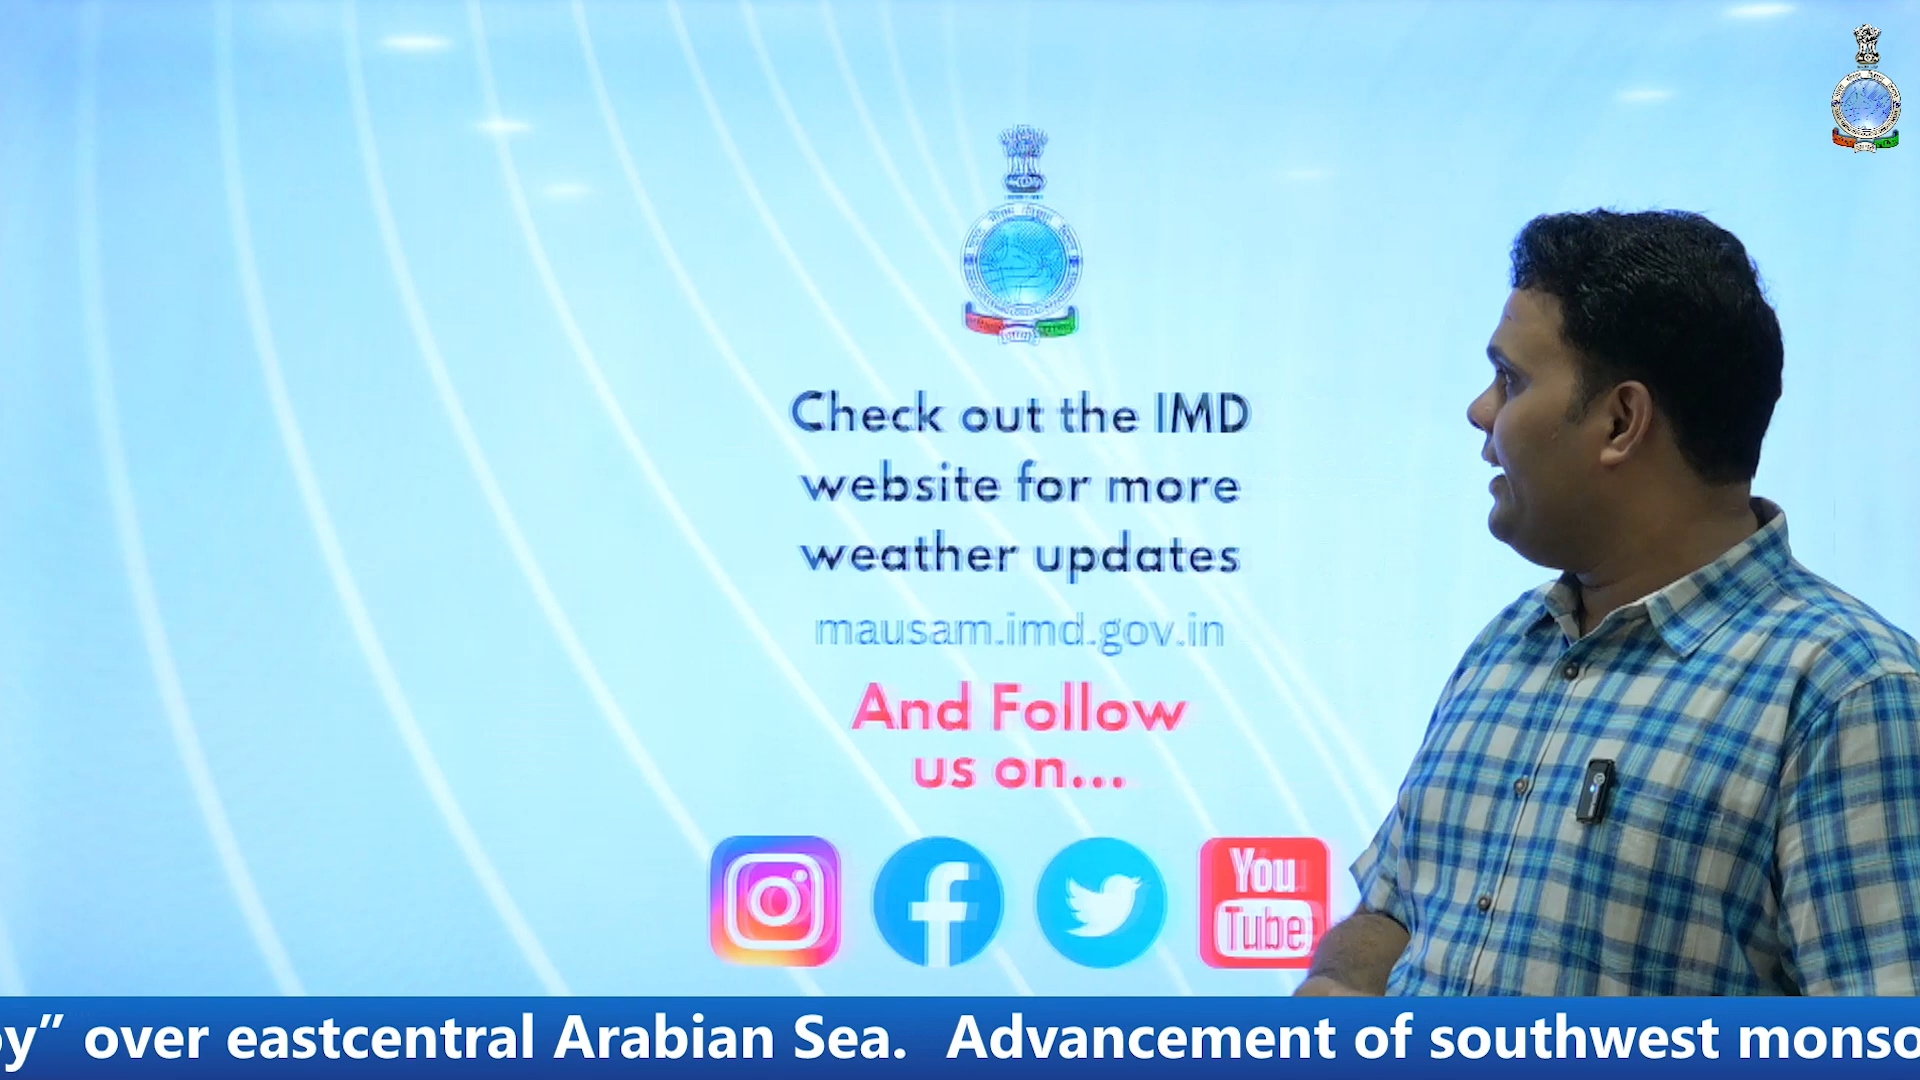 Check out the IMD
website for more
weather updates
mausam.imd.gov.in
And Follow
us on...
You
Tube
oy” over eastcentral Arabian Sea. Advancement of southwest monso